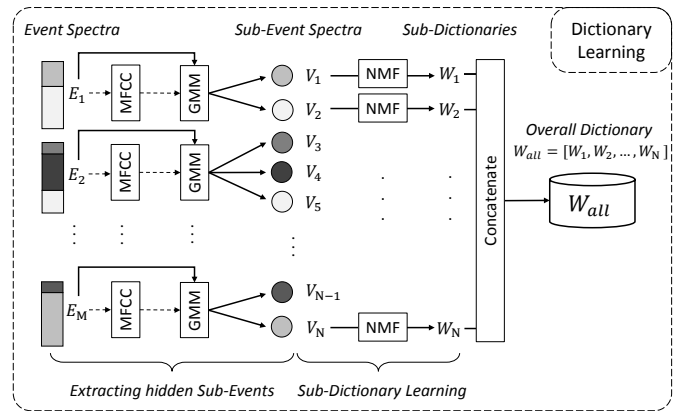 Event Spectra
Sub-Event Spectra
Sub-Dictionaries
Dictionary
Learning
E1
MFCC
GMM
V1
NMF
W1
V2
NMF
W2
V3
E2
MFCC
GMM
V4
V5
Overall Dictionary
Wall = [W1, W2, ..., WN ]
Wall
Concatenate
EM
MFCC
GMM
VN−1
VN
NMF
WN
Extracting hidden Sub-Events
Sub-Dictionary Learning